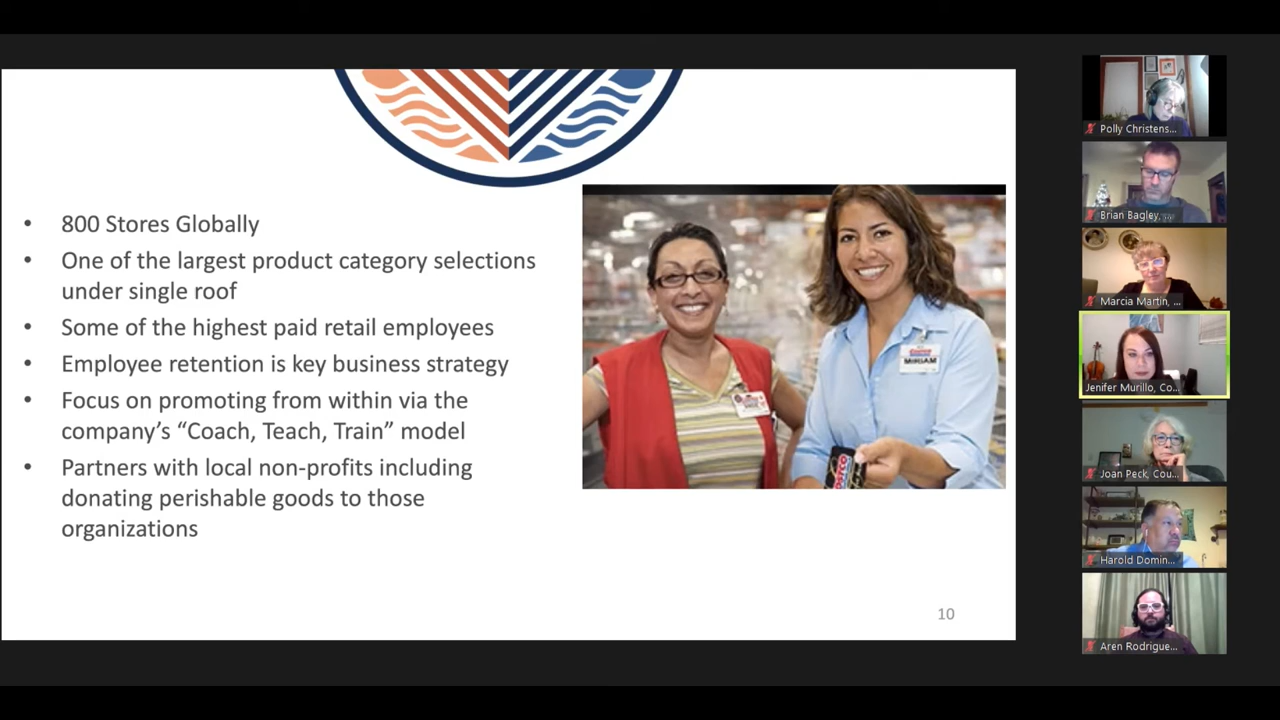 • 800 Stores Globally
• One of the largest product category selections
under single roof
• Some of the highest paid retail employees
• Employee retention is key business strategy
• Focus on promoting from within via the
company’s “Coach, Teach, Train” model
• Partners with local non-profits including
donating perishable goods to those
organizations
MIRIAM
COSTCO
10
Polly Christens...
Brian Bagley, ...
Marcia Martin, ...
Jenifer Murillo, Co...
Joan Peck, Cou...
Harold Domin...
Aren Rodrigue...